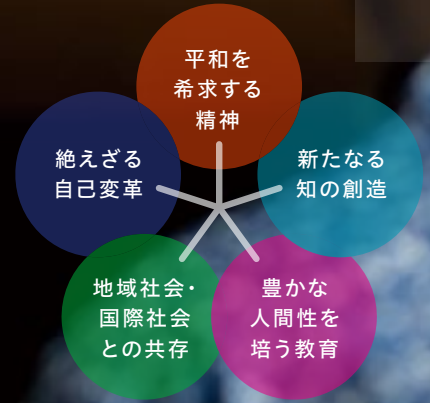 平和を
希求する
精神
新たなる
知の創造
豊かな
人間性を
培う教育
地域社会・
国際社会
との共存
絶えざる
自己変革